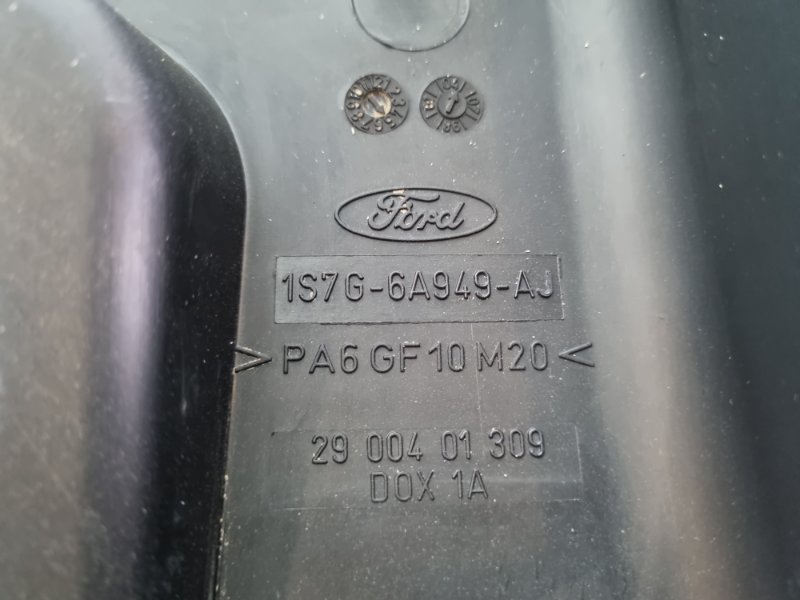 Ford
1S7G-6A949-AJ
>PA6 GF10 M20<
29 004 01 309
DOX 1A